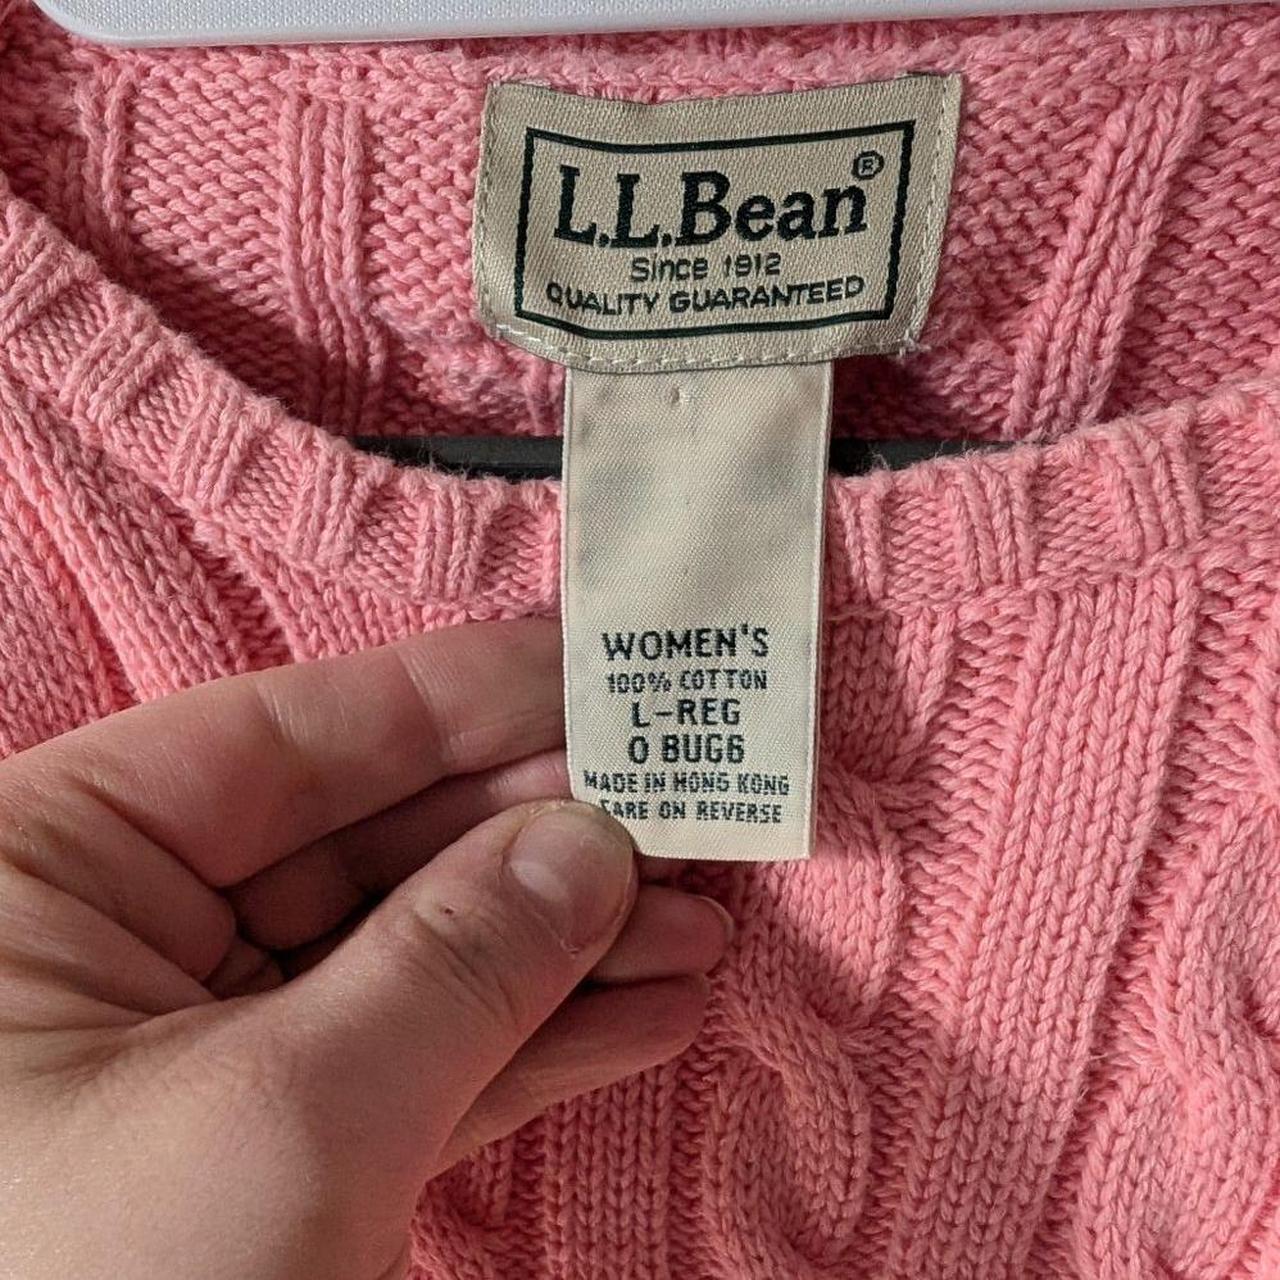 L.L.Bean®
Since 1912
QUALITY GUARANTEED
WOMEN'S
100% COTTON
L-REG
0 BUG6
MADE IN HONG KONG
CARE ON REVERSE